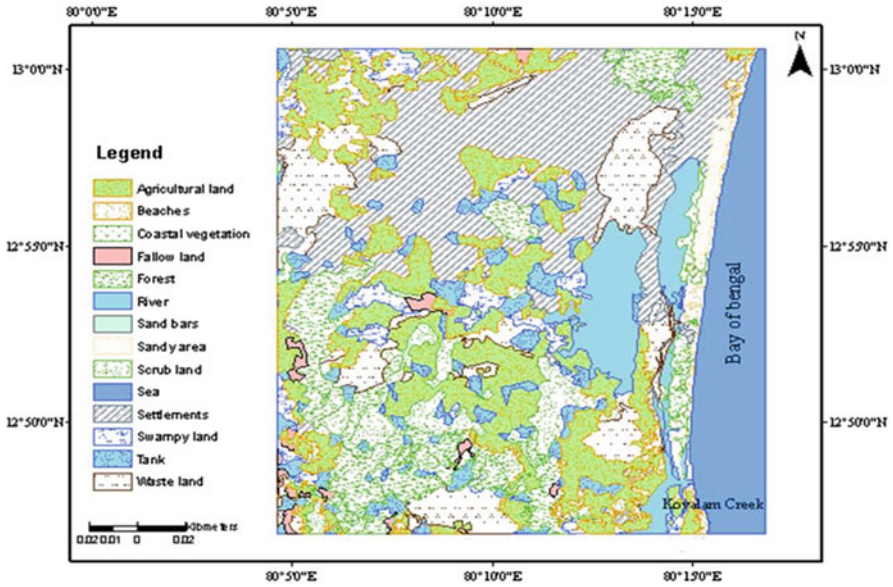 80°0'0"E 80°5'0"E 80°10'0"E 80°15'0"E
N
13°0'0"N 13°0'0"N
Legend
Agricultural land
Beaches
Coastal vegetation
Fallow land
Forest
River
Sand bars
Sandy area
Scrub land
Sea
Settlements
Swampy land
Tank
Waste land
12°55'0"N 12°55'0"N
Bay of bengal
12°50'0"N 12°50'0"N
Kovalam Creek
Kilometers
0.02 0.01 0 0.02
80°5'0"E 80°10'0"E 80°15'0"E